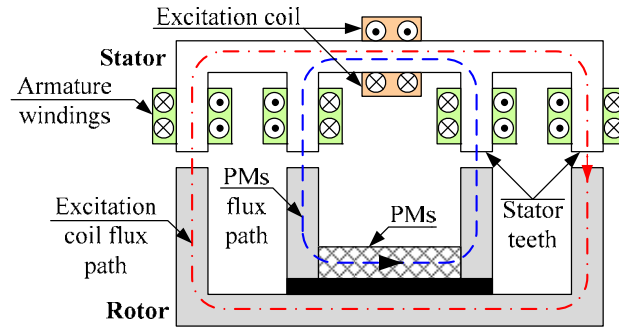 Excitation coil
Stator
Armature
windings
PMs
flux
path
PMs
Excitation
coil flux
path
Stator
teeth
Rotor